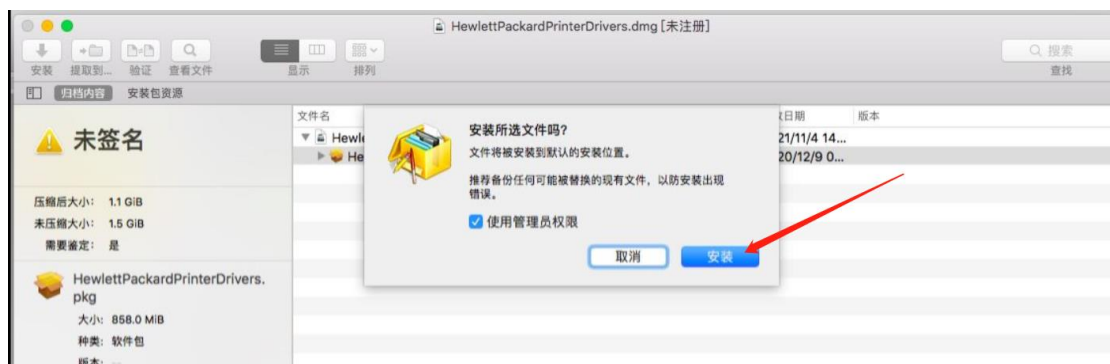 HewlettPackardPrinterDrivers.dmg [未注册]
安装 提取到... 验证 查看文件 显示 排列 查找
搜索
归档内容 安装包资源
文件名 日期 版本
未签名
Hewle 21/11/4 14...
He 20/12/9 0...
安装所选文件吗?
文件将被安装到默认的安装位置。
推荐备份任何可能被替换的现有文件，以防安装出现
错误。
使用管理员权限
取消 安装
压缩后大小: 1.1 GiB
未压缩大小: 1.5 GiB
需要鉴定: 是
HewlettPackardPrinterDrivers.
pkg
大小: 858.0 MiB
种类: 软件包
版本: --